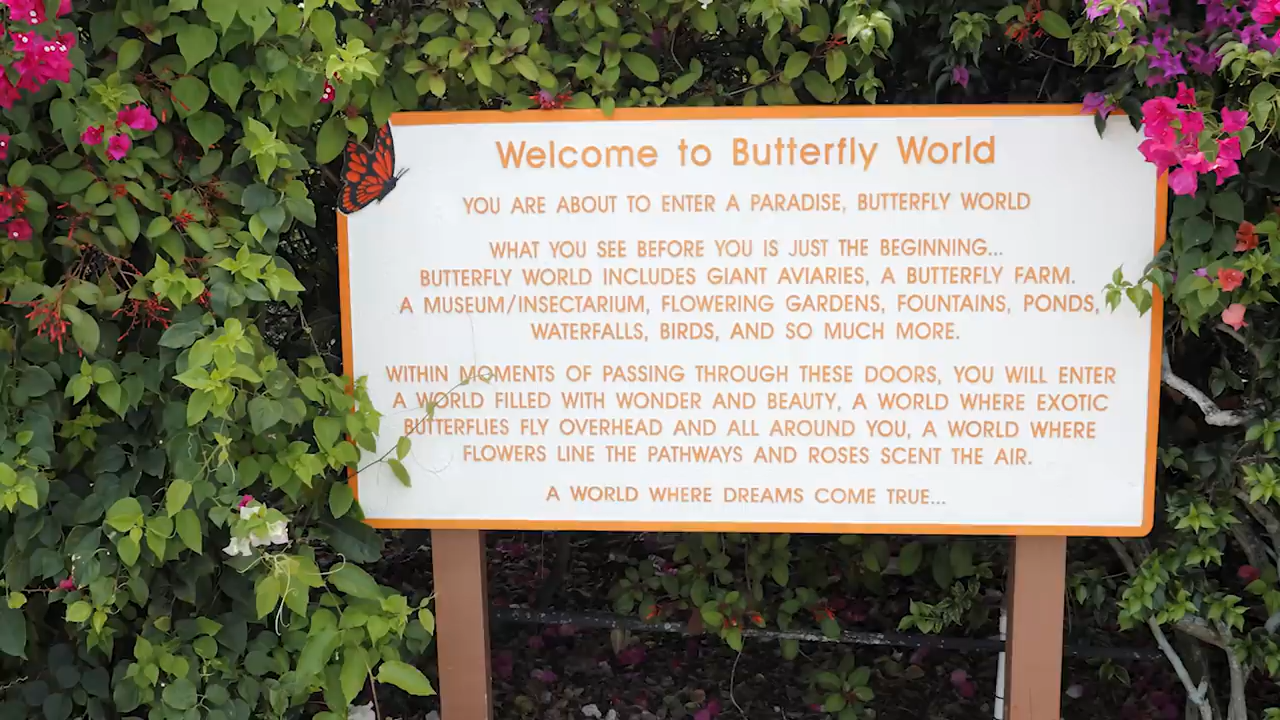 Welcome to Butterfly World
YOU ARE ABOUT TO ENTER A PARADISE, BUTTERFLY WORLD
WHAT YOU SEE BEFORE YOU IS JUST THE BEGINNING...
BUTTERFLY WORLD INCLUDES GIANT AVIARIES, A BUTTERFLY FARM.
A MUSEUM/INSECTARIUM, FLOWERING GARDENS, FOUNTAINS, PONDS,
WATERFALLS, BIRDS, AND SO MUCH MORE.
WITHIN MOMENTS OF PASSING THROUGH THESE DOORS, YOU WILL ENTER
A WORLD FILLED WITH WONDER AND BEAUTY, A WORLD WHERE EXOTIC
BUTTERFLIES FLY OVERHEAD AND ALL AROUND YOU, A WORLD WHERE
FLOWERS LINE THE PATHWAYS AND ROSES SCENT THE AIR.
A WORLD WHERE DREAMS COME TRUE...